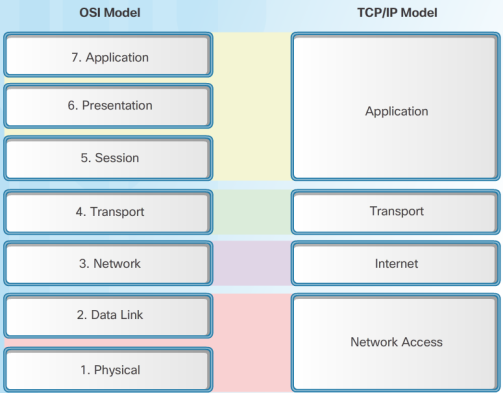 OSI Model
TCP/IP Model
7. Application
6. Presentation
5. Session
Application
4. Transport
Transport
3. Network
Internet
2. Data Link
1. Physical
Network Access